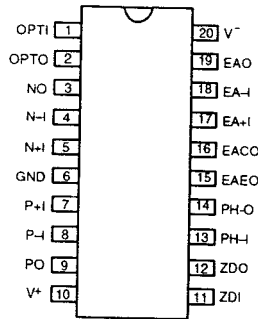 OPTI 1
OPTO 2
NO 3
N-I 4
N+I 5
GND 6
P+I 7
P-I 8
PO 9
V+ 10
20 V-
19 EAO
18 EA-I
17 EA+I
16 EACO
15 EAEO
14 PH-O
13 PH-I
12 ZDO
11 ZDI